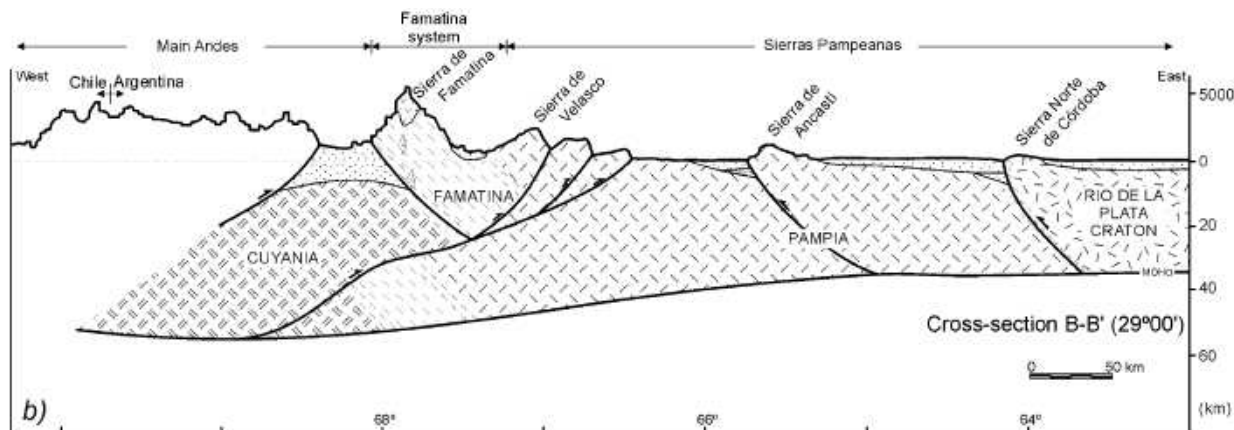 Famatina
system
Main Andes
Sierras Pampeanas
West
Chile Argentina
Sierra de
Famatina
Sierra de
Velasco
Sierra de
Ancasti
Sierra Norte
de Córdoba
East
5000
0
FAMATINA
CUYANIA
PAMPIA
RIO DE LA
PLATA
CRATON
20
MOHO
40
Cross-section B-B' (29º00')
60
0 50 km
(km)
b)
68º
66º
64º